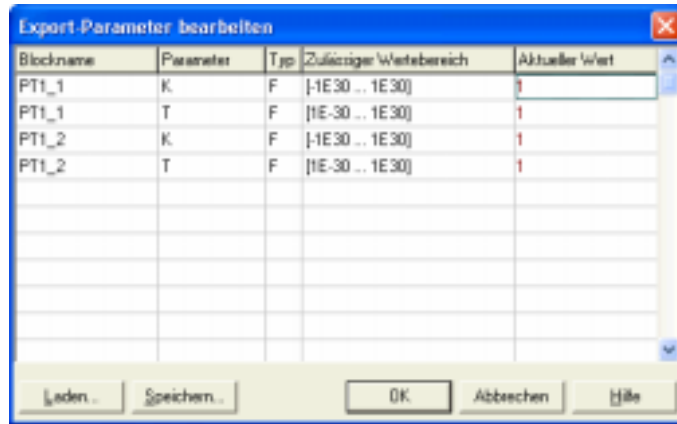 Export-Parameter bearbeiten
Blockname Parameter Typ Zulässiger Wertebereich Aktueller Wert
PT1_1 K F [-1E30 ... 1E30] 1
PT1_1 T F [1E-30 ... 1E30] 1
PT1_2 K F [-1E30 ... 1E30] 1
PT1_2 T F [1E-30 ... 1E30] 1
Laden... Speichern... OK Abbrechen Hilfe